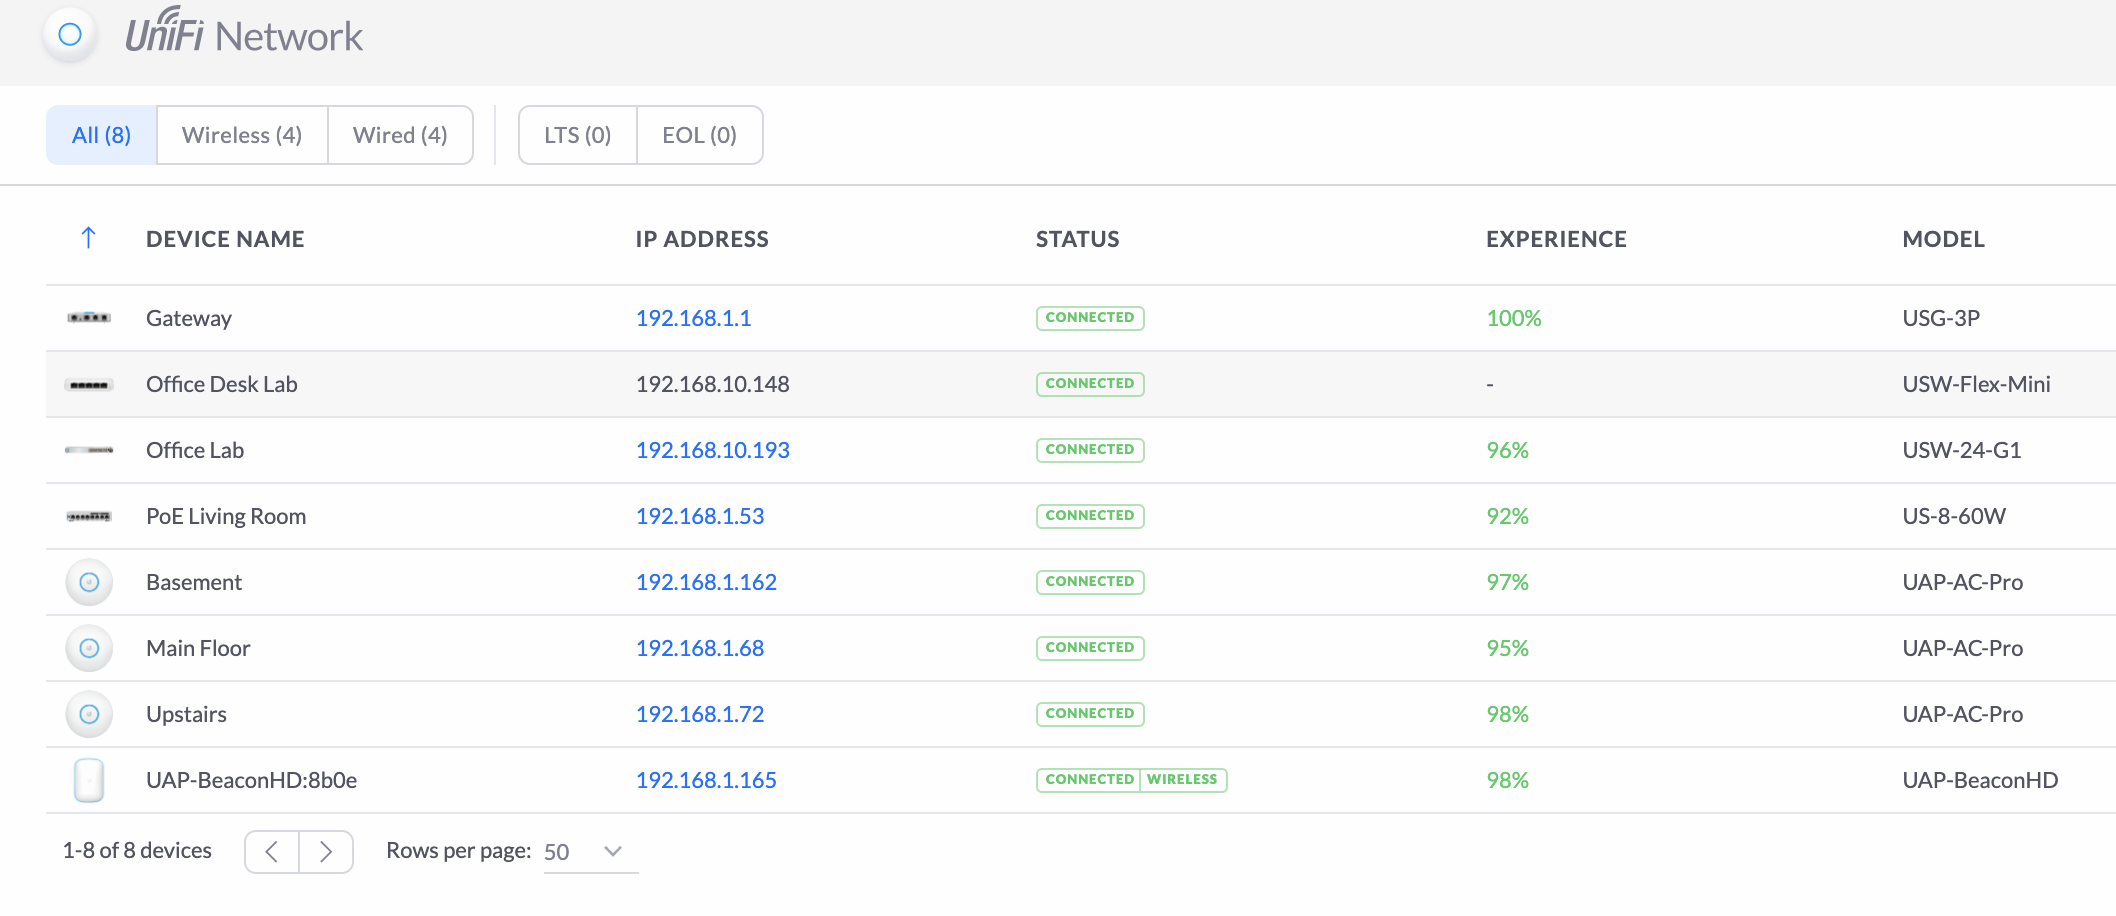 UniFi Network
All (8) Wireless (4) Wired (4) LTS (0) EOL (0)
DEVICE NAME IP ADDRESS STATUS EXPERIENCE MODEL
Gateway 192.168.1.1 CONNECTED 100% USG-3P
Office Desk Lab 192.168.10.148 CONNECTED - USW-Flex-Mini
Office Lab 192.168.10.193 CONNECTED 96% USW-24-G1
PoE Living Room 192.168.1.53 CONNECTED 92% US-8-60W
Basement 192.168.1.162 CONNECTED 97% UAP-AC-Pro
Main Floor 192.168.1.68 CONNECTED 95% UAP-AC-Pro
Upstairs 192.168.1.72 CONNECTED 98% UAP-AC-Pro
UAP-BeaconHD:8b0e 192.168.1.165 CONNECTED WIRELESS 98% UAP-BeaconHD
1-8 of 8 devices Rows per page: 50